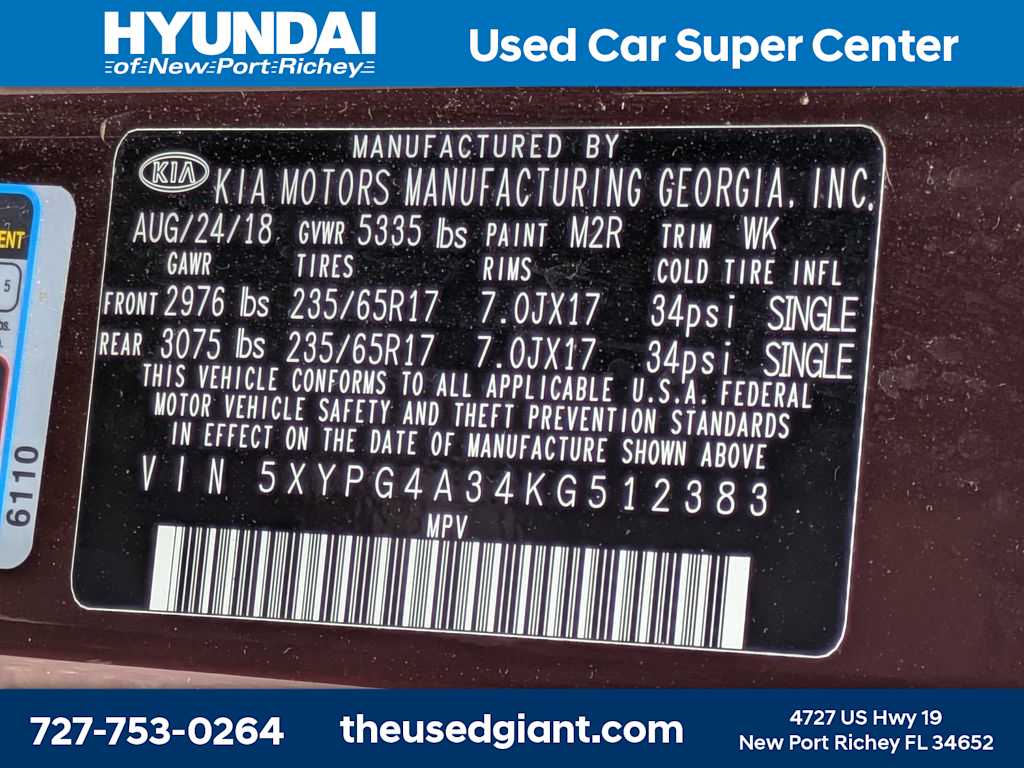 HYUNDAI
of New Port Richey
Used Car Super Center
MANUFACTURED BY
KIA KIA MOTORS MANUFACTURING GEORGIA, INC.
AUG/24/18 GVWR 5335 lbs PAINT M2R TRIM WK
GAWR TIRES RIMS COLD TIRE INFL
FRONT 2976 lbs 235/65R17 7.0JX17 34psi SINGLE
REAR 3075 lbs 235/65R17 7.0JX17 34psi SINGLE
THIS VEHICLE CONFORMS TO ALL APPLICABLE U.S.A. FEDERAL
MOTOR VEHICLE SAFETY AND THEFT PREVENTION STANDARDS
IN EFFECT ON THE DATE OF MANUFACTURE SHOWN ABOVE
VIN 5XYPG4A34KG512383
MPV
5
6110
727-753-0264
theusedgiant.com
4727 US Hwy 19
New Port Richey FL 34652